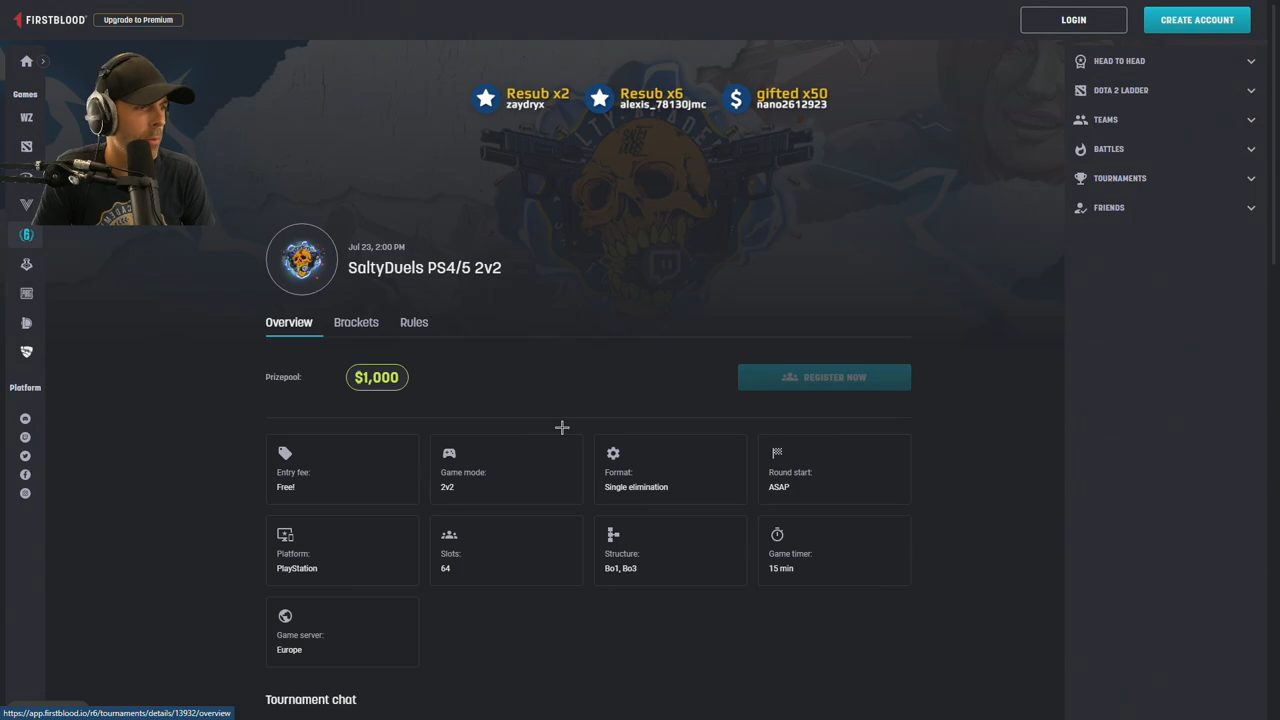 FIRSTBLOOD
Upgrade to Premium
LOGIN
CREATE ACCOUNT
Games
WZ
Platform
Resub x2
zaydryx
Resub x6
alexis_78130jmc
gifted x50
nano2612923
HEAD TO HEAD
DOTA 2 LADDER
TEAMS
BATTLES
TOURNAMENTS
FRIENDS
Jul 23, 2:00 PM
SaltyDuels PS4/5 2v2
Overview
Brackets
Rules
Prizepool:
$1,000
REGISTER NOW
Entry fee:
Free!
Game mode:
2v2
Format:
Single elimination
Round start:
ASAP
Platform:
PlayStation
Slots:
64
Structure:
Bo1, Bo3
Game timer:
15 min
Game server:
Europe
Tournament chat
https://app.firstblood.io/r6/tournaments/details/13932/overview